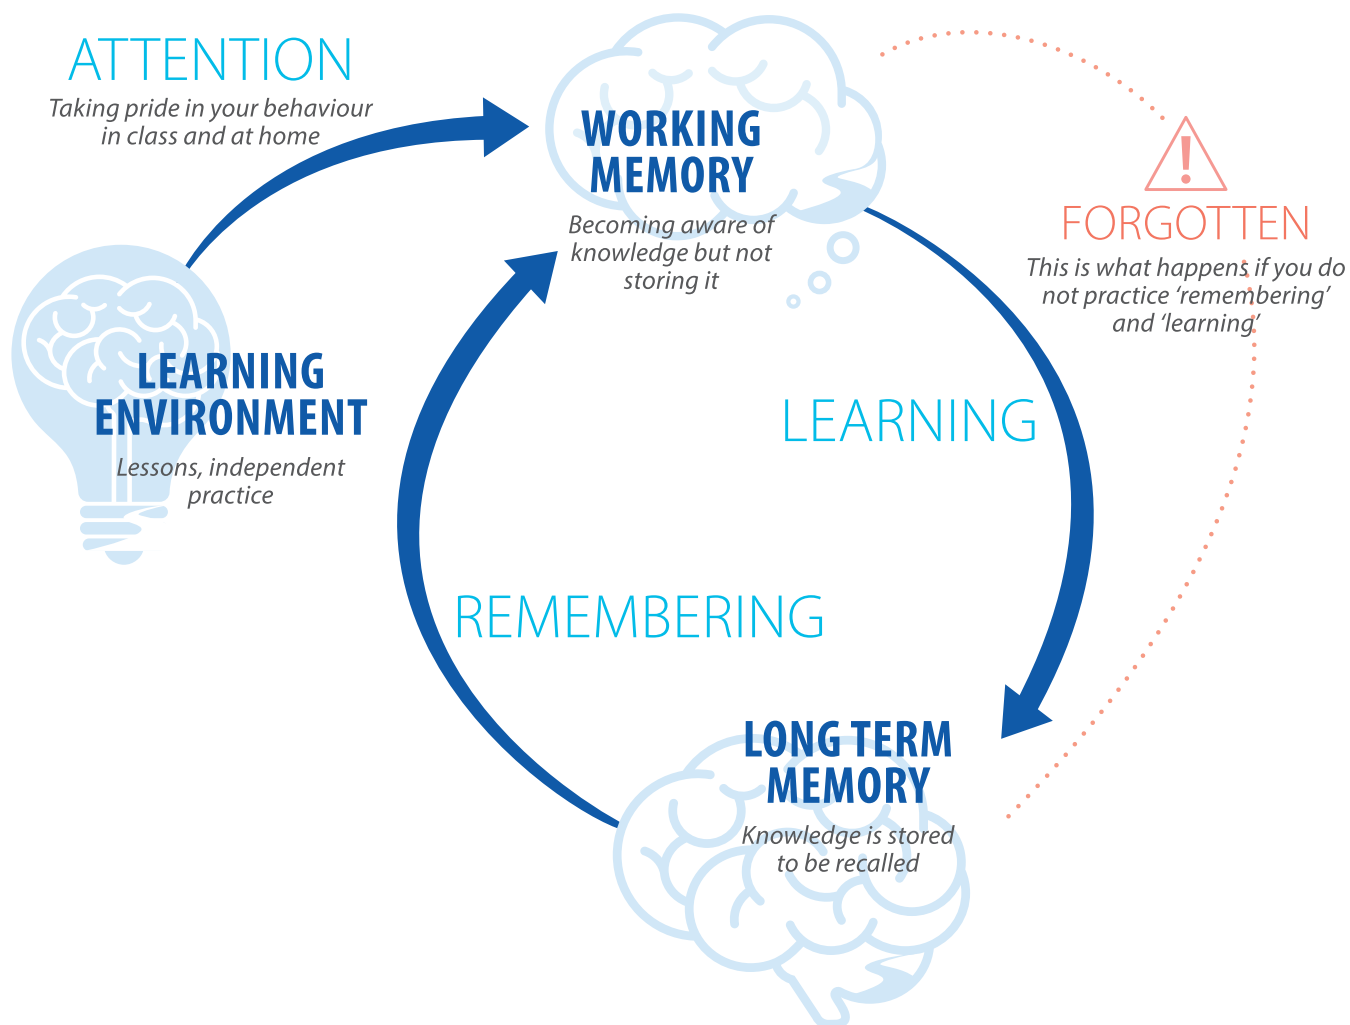 ATTENTION
Taking pride in your behaviour
in class and at home
WORKING
MEMORY
Becoming aware of
knowledge but not
storing it
FORGOTTEN
This is what happens if you do
not practice ‘remembering’
and ‘learning’
LEARNING
ENVIRONMENT
Lessons, independent
practice
LEARNING
REMEMBERING
LONG TERM
MEMORY
Knowledge is stored
to be recalled